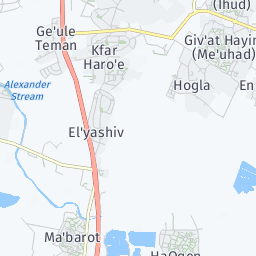 (Ihud)
Ge'ule
Teman
Kfar
Haro'e
Giv'at Hayim
(Me'uhad)
Alexander
Stream
Hogla
En
El'yashiv
Ma'barot
HaOgen